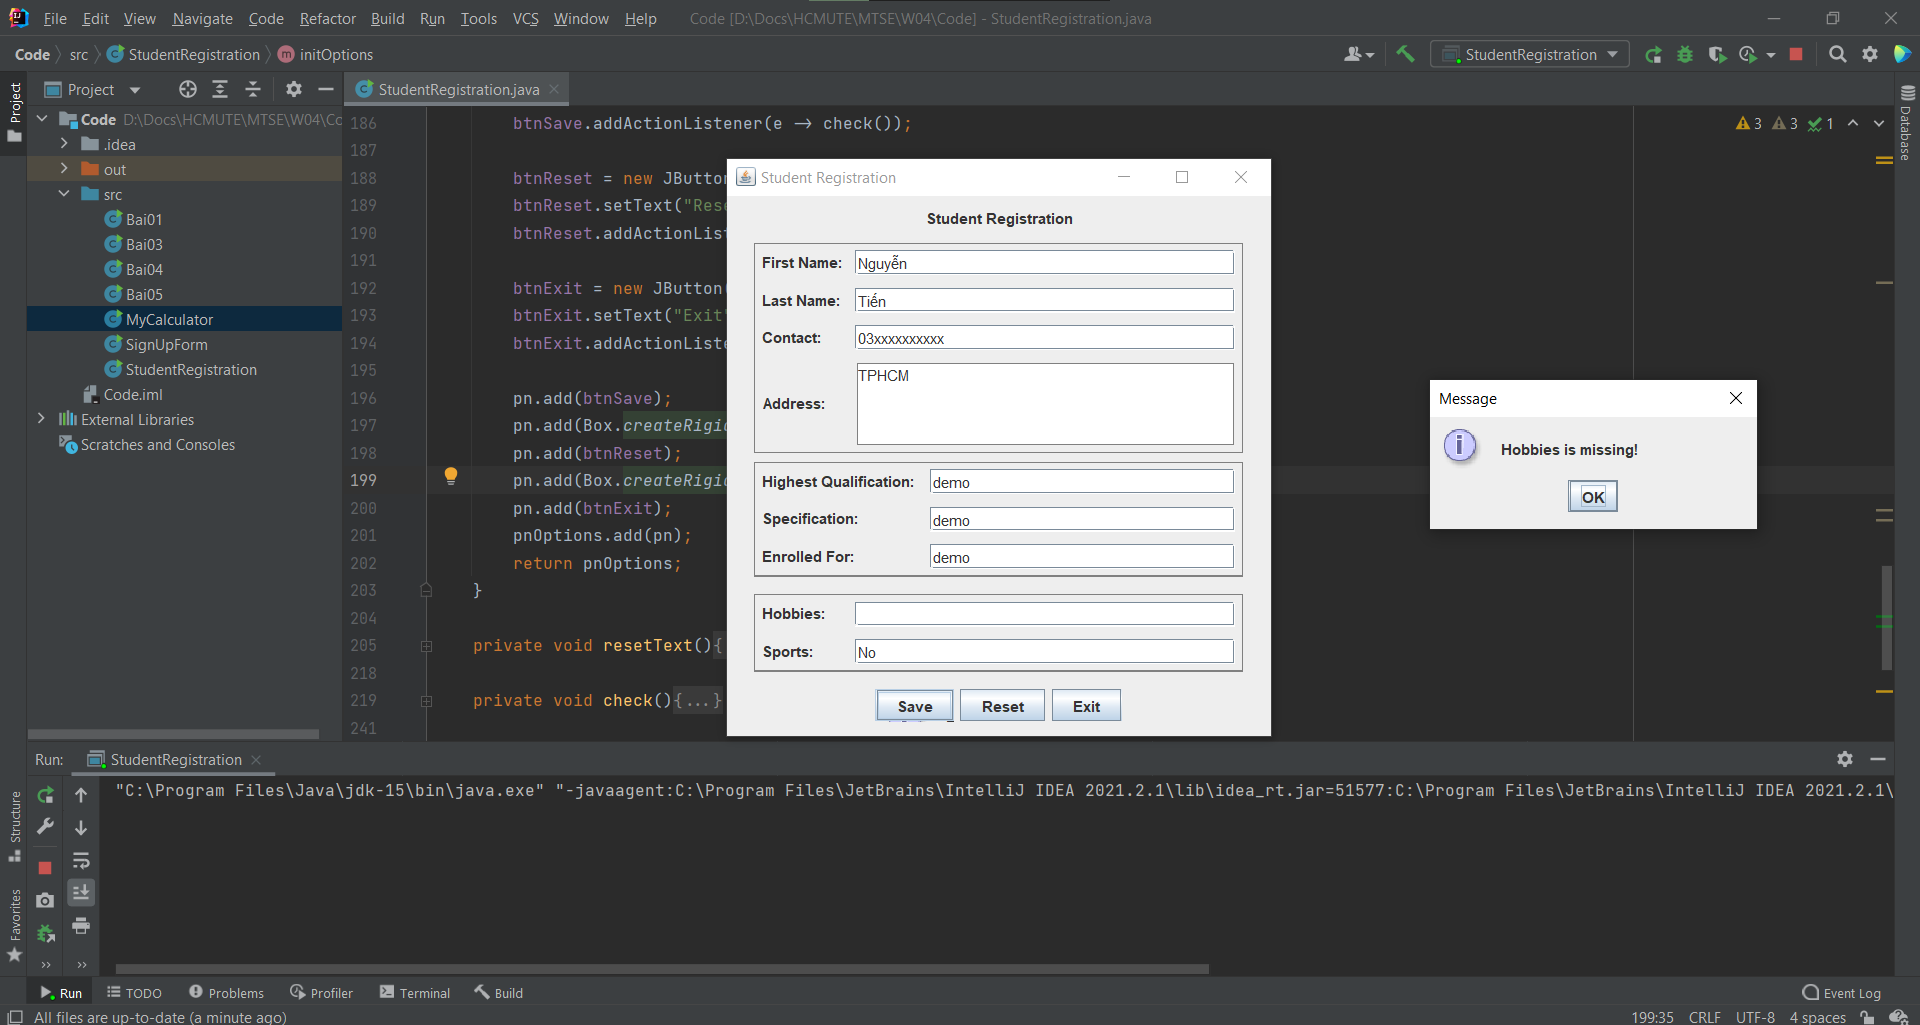 File Edit View Navigate Code Refactor Build Run Tools VCS Window Help Code [D:\Docs\HCMUTE\MTSE\W04\Code] - StudentRegistration.java
Code src StudentRegistration initOptions
StudentRegistration
Project
StudentRegistration.java
Project
Code D:\Docs\HCMUTE\MTSE\W04\Cc
.idea
out
src
Bai01
Bai03
Bai04
Bai05
MyCalculator
SignUpForm
StudentRegistration
Code.iml
External Libraries
Scratches and Consoles
3 3 1
Database
186 btnSave.addActionListener(e → check());
187
188 btnReset = new JButton
189 btnReset.setText("Rese
190 btnReset.addActionList
191
192 btnExit = new JButton(
193 btnExit.setText("Exit"
194 btnExit.addActionListe
195
196 pn.add(btnSave);
197 pn.add(Box.createRigid
198 pn.add(btnReset);
199 pn.add(Box.createRigid
200 pn.add(btnExit);
201 pnOptions.add(pn);
202 return pnOptions;
203 }
204
205 private void resetText(){
218
219 private void check(){...}
241
Student Registration
Student Registration
First Name: Nguyễn
Last Name: Tiến
Contact: 03xxxxxxxxxx
Address: TPHCM
Highest Qualification: demo
Specification: demo
Enrolled For: demo
Hobbies:
Sports: No
Save Reset Exit
Message
Hobbies is missing!
OK
Run: StudentRegistration
"C:\Program Files\Java\jdk-15\bin\java.exe" "-javaagent:C:\Program Files\JetBrains\IntelliJ IDEA 2021.2.1\lib\idea_rt.jar=51577:C:\Program Files\JetBrains\IntelliJ IDEA 2021.2.1\
Structure
Favorites
Run TODO Problems Profiler Terminal Build Event Log
All files are up-to-date (a minute ago) 199:35 CRLF UTF-8 4 spaces